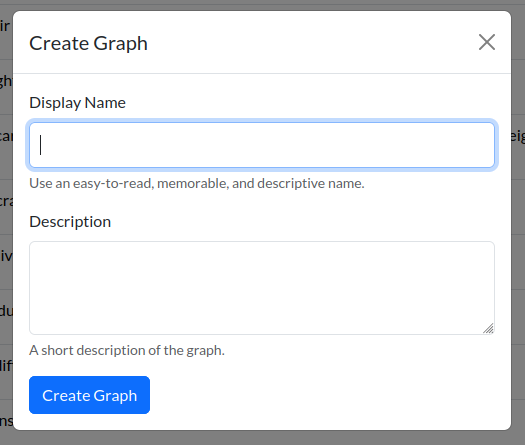 Create Graph
Display Name
Use an easy-to-read, memorable, and descriptive name.
Description
A short description of the graph.
Create Graph